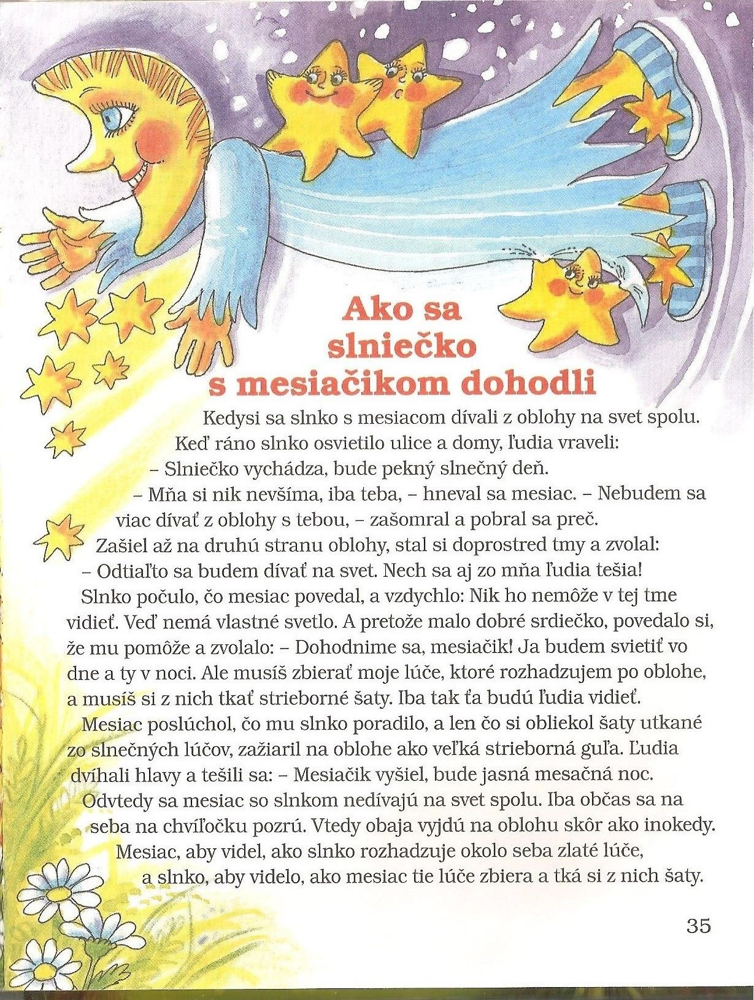 Ako sa
slniečko
s mesiačikom dohodli
Kedysi sa slnko s mesiacom dívali z oblohy na svet spolu.
Keď ráno slnko osvietilo ulice a domy, ľudia vraveli:
– Slniečko vychádza, bude pekný slnečný deň.
– Mňa si nik nevšíma, iba teba, – hneval sa mesiac. – Nebudem sa
viac dívať z oblohy s tebou, – zašomral a pobral sa preč.
Zašiel až na druhú stranu oblohy, stal si doprostred tmy a zvolal:
– Odtiaľto sa budem dívať na svet. Nech sa aj zo mňa ľudia tešia!
Slnko počulo, čo mesiac povedal, a vzdychlo: Nik ho nemôže v tej tme
vidieť. Veď nemá vlastné svetlo. A pretože malo dobré srdiečko, povedalo si,
že mu pomôže a zvolalo: – Dohodnime sa, mesiačik! Ja budem svietiť vo
dne a ty v noci. Ale musíš zbierať moje lúče, ktoré rozhadzujem po oblohe,
a musíš si z nich tkať strieborné šaty. Iba tak ťa budú ľudia vidieť.
Mesiac poslúchol, čo mu slnko poradilo, a len čo si obliekol šaty utkané
zo slnečných lúčov, zažiaril na oblohe ako veľká strieborná guľa. Ľudia
dvíhali hlavy a tešili sa: – Mesiačik vyšiel, bude jasná mesačná noc.
Odvtedy sa mesiac so slnkom nedívajú na svet spolu. Iba občas sa na
seba na chvíľočku pozrú. Vtedy obaja vyjdú na oblohu skôr ako inokedy.
Mesiac, aby videl, ako slnko rozhadzuje okolo seba zlaté lúče,
a slnko, aby videlo, ako mesiac tie lúče zbiera a tká si z nich šaty.
35